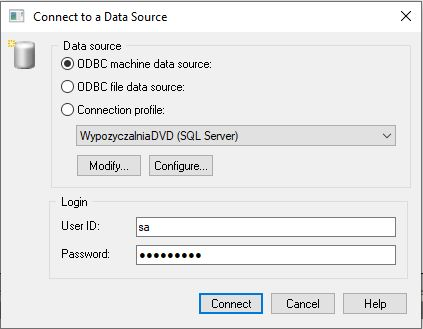 Connect to a Data Source
Data source
ODBC machine data source:
ODBC file data source:
Connection profile:
WypozyczalniaDVD (SQL Server)
Modify...
Configure...
Login
User ID:
sa
Password:
●●●●●●●●●
Connect
Cancel
Help